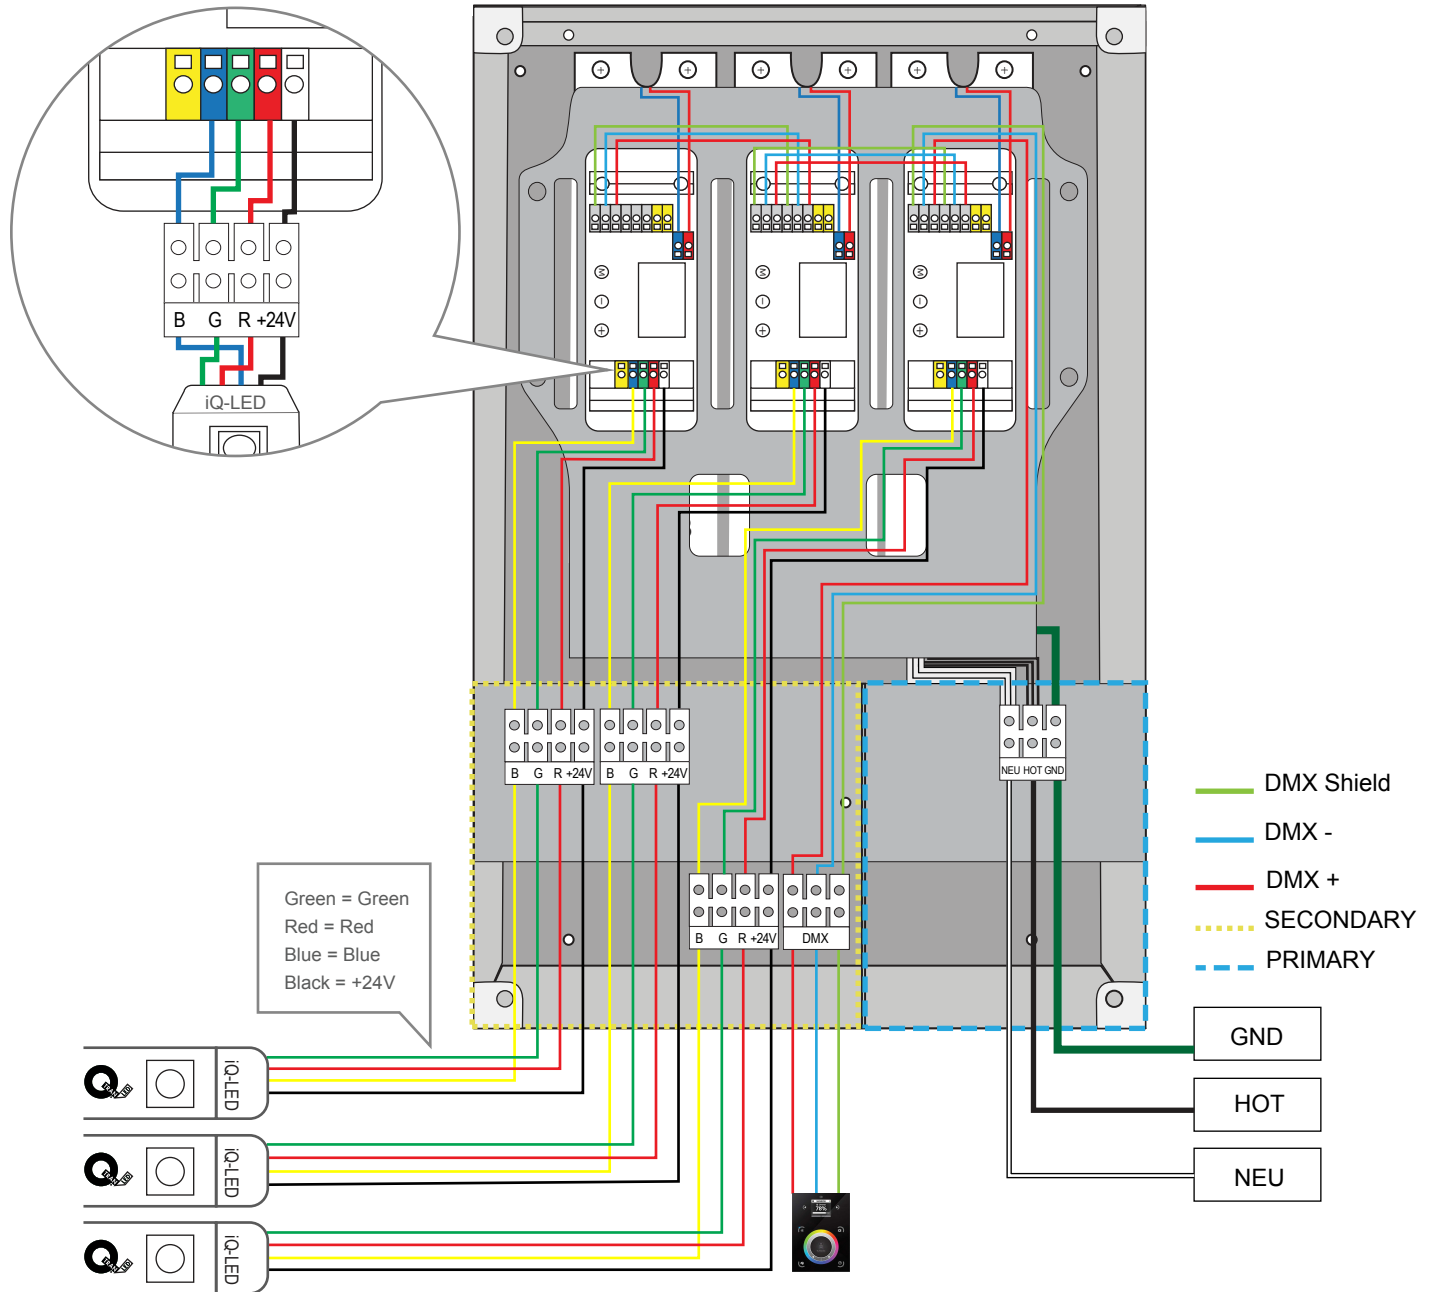 B G R +24V
iQ-LED
M
M
M
B G R +24V
B G R +24V
NEU HOT GND
DMX Shield
DMX -
DMX +
SECONDARY
PRIMARY
Green = Green
Red = Red
Blue = Blue
Black = +24V
B G R +24V
DMX
GND
HOT
NEU
iQ-LED
iQ-LED
iQ-LED
78%